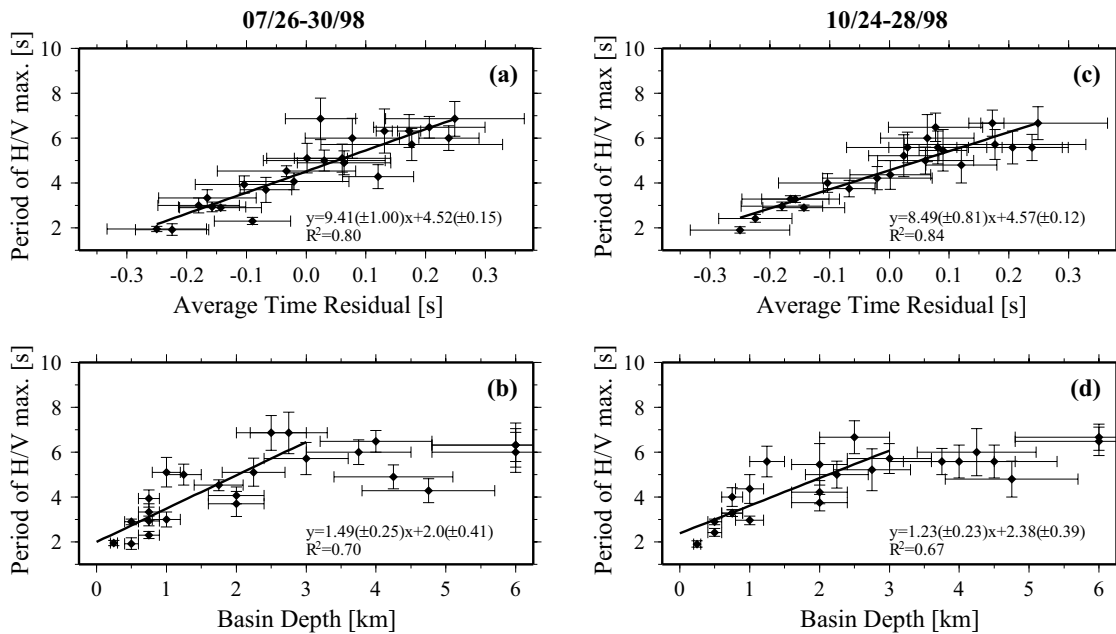 07/26-30/98
10/24-28/98
Period of H/V max. [s]
10
8
6
4
2
(a)
y=9.41(±1.00)x+4.52(±0.15)
R²=0.80
-0.3 -0.2 -0.1 0.0 0.1 0.2 0.3
Average Time Residual [s]
Period of H/V max [s]
10
8
6
4
2
(c)
y=8.49(±0.81)x+4.57(±0.12)
R²=0.84
-0.3 -0.2 -0.1 0.0 0.1 0.2 0.3
Average Time Residual [s]
Period of H/V max. [s]
10
8
6
4
2
(b)
y=1.49(±0.25)x+2.0(±0.41)
R²=0.70
0 1 2 3 4 5 6
Basin Depth [km]
Period of H/V max. [s]
10
8
6
4
2
(d)
y=1.23(±0.23)x+2.38(±0.39)
R²=0.67
0 1 2 3 4 5 6
Basin Depth [km]